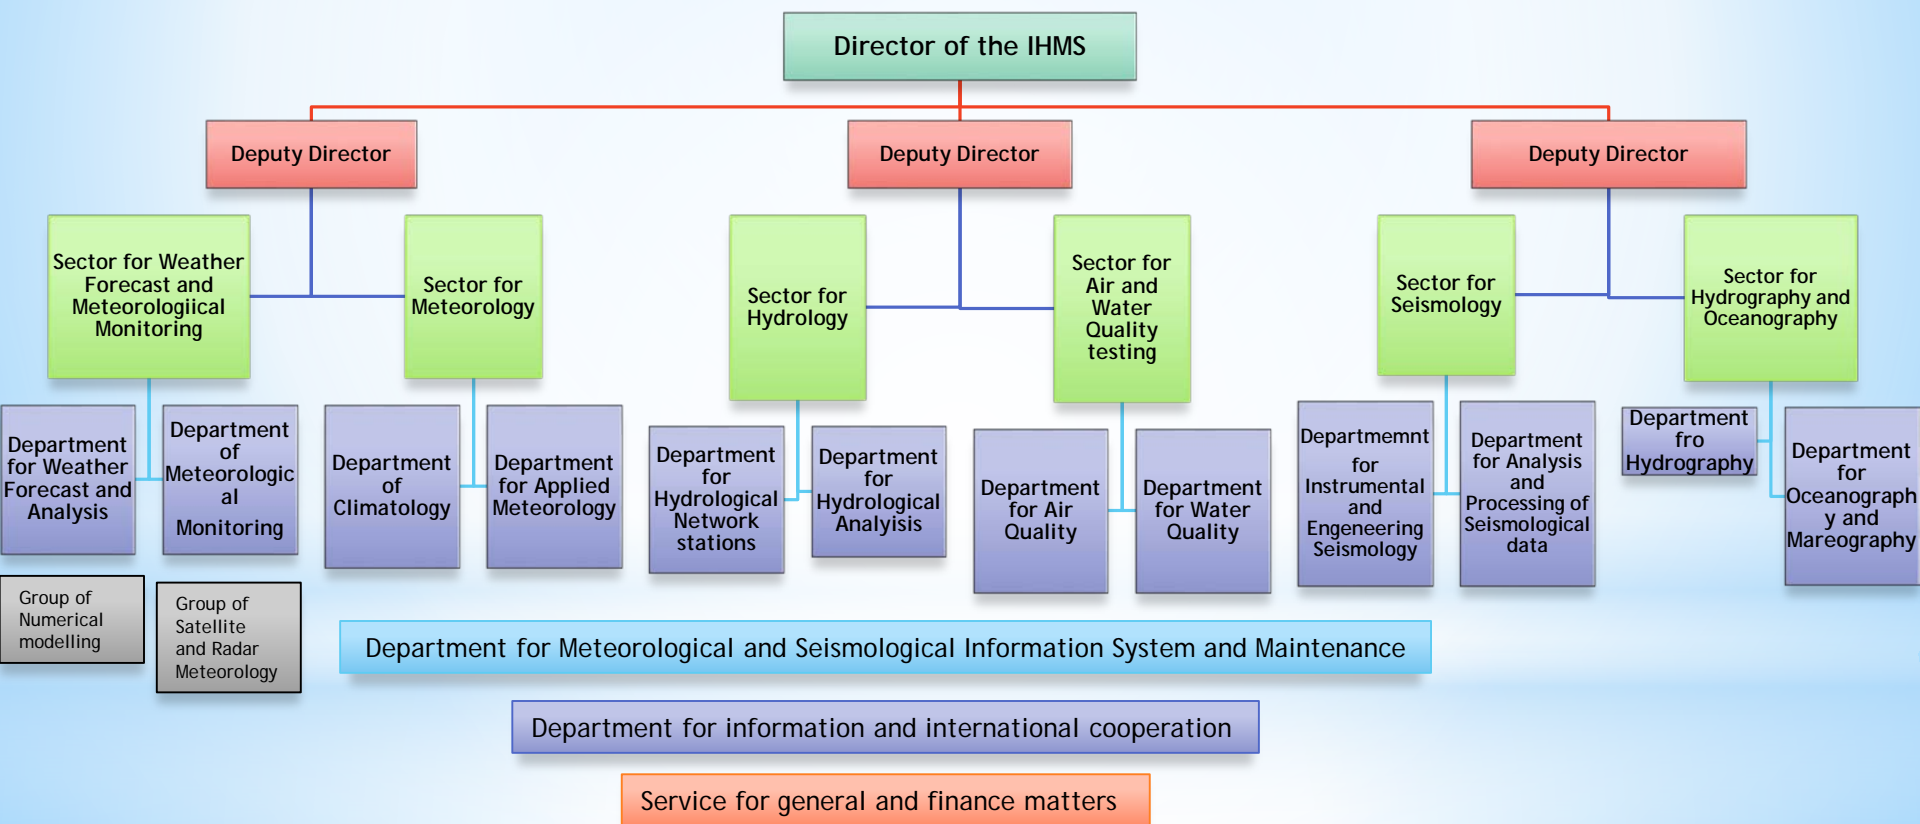 Director of the IHMS
Deputy Director
Deputy Director
Deputy Director
Sector for Weather
Forecast and
Meteorologiical
Monitoring
Sector for
Meteorology
Sector for
Hydrology
Sector for
Air and
Water
Quality
testing
Sector for
Seismology
Sector for
Hydrography and
Oceanography
Department
for Weather
Forecast and
Analysis
Department
of
Meteorologic
al
Monitoring
Department
of
Climatology
Department
for Applied
Meteorology
Department
for
Hydrological
Network
stations
Department
for
Hydrological
Analyisis
Department
for Air
Quality
Department
for Water
Quality
Departmemnt
for
Instrumental
and
Engeneering
Seismology
Department
for Analysis
and
Processing of
Seismological
data
Department
fro
Hydrography
Department
for
Oceanograph
y and
Mareography
Group of
Numerical
modelling
Group of
Satellite
and Radar
Meteorology
Department for Meteorological and Seismological Information System and Maintenance
Department for information and international cooperation
Service for general and finance matters